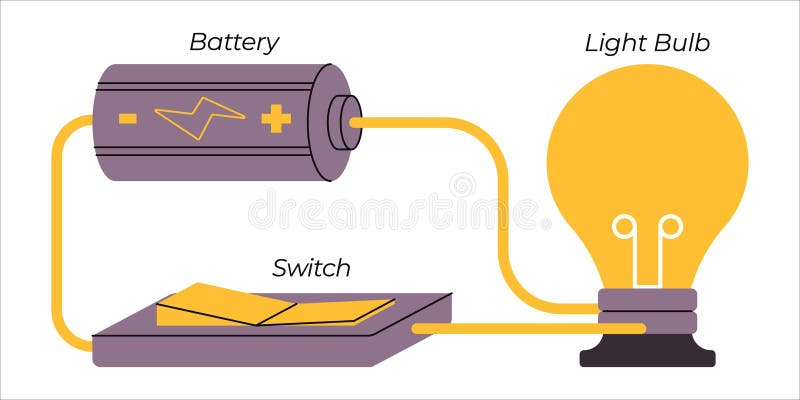 Battery
Light Bulb
- +
Switch
dreamstime.